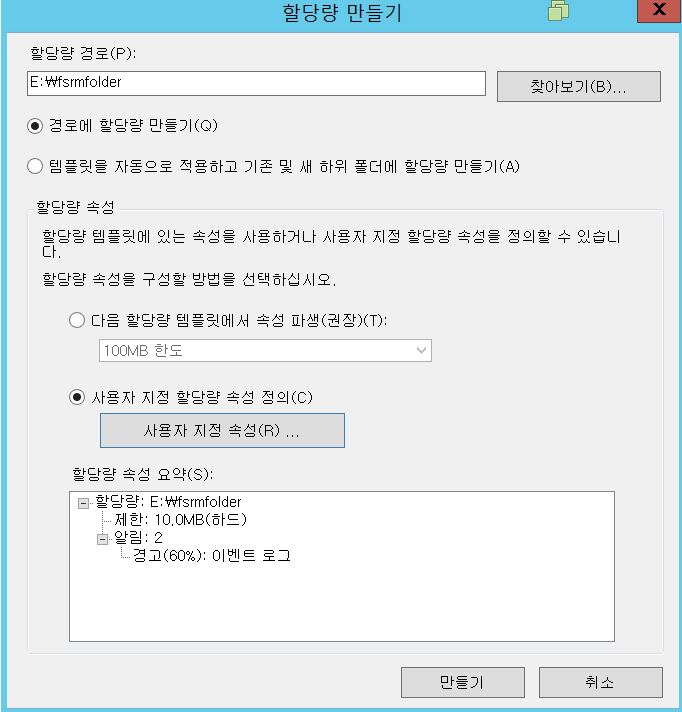 할당량 만들기
X
할당량 경로(P):
E:₩fsrmfolder
찾아보기(B)...
경로에 할당량 만들기(Q)
템플릿을 자동으로 적용하고 기존 및 새 하위 폴더에 할당량 만들기(A)
할당량 속성
할당량 템플릿에 있는 속성을 사용하거나 사용자 지정 할당량 속성을 정의할 수 있습니
다.
할당량 속성을 구성할 방법을 선택하십시오.
다음 할당량 템플릿에서 속성 파생(권장)(T):
100MB 한도
사용자 지정 할당량 속성 정의(C)
사용자 지정 속성(R) ...
할당량 속성 요약(S):
할당량: E:₩fsrmfolder
제한: 10.0MB(하드)
알림: 2
경고(60%): 이벤트 로그
만들기
취소